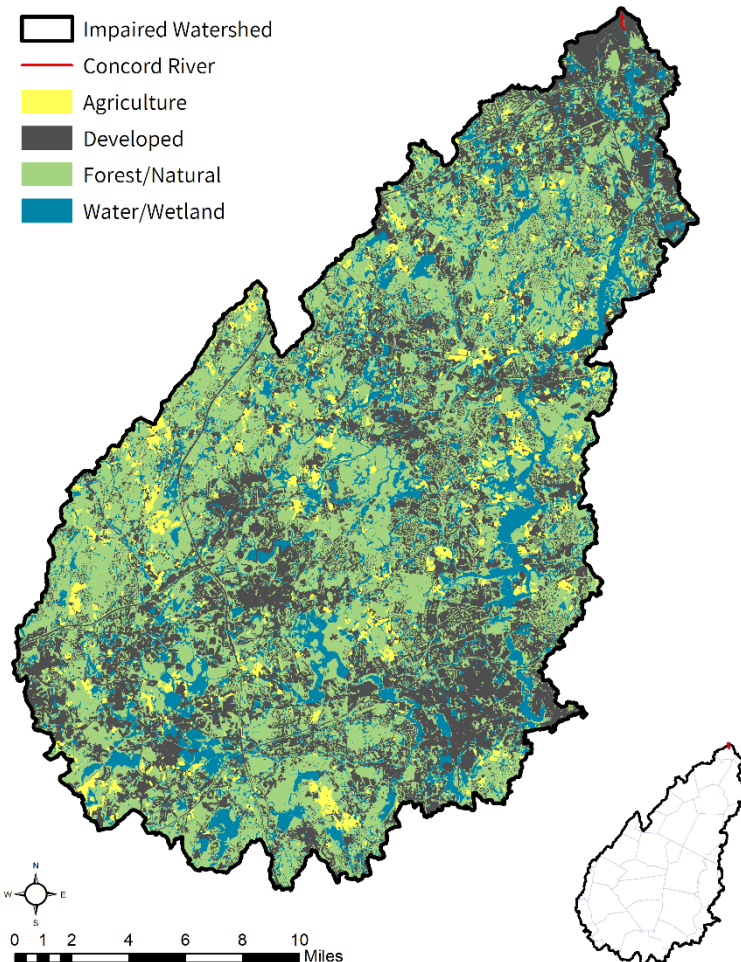 Impaired Watershed
Concord River
Agriculture
Developed
Forest/Natural
Water/Wetland
N
W E
S
0 1 2 4 6 8 10
Miles